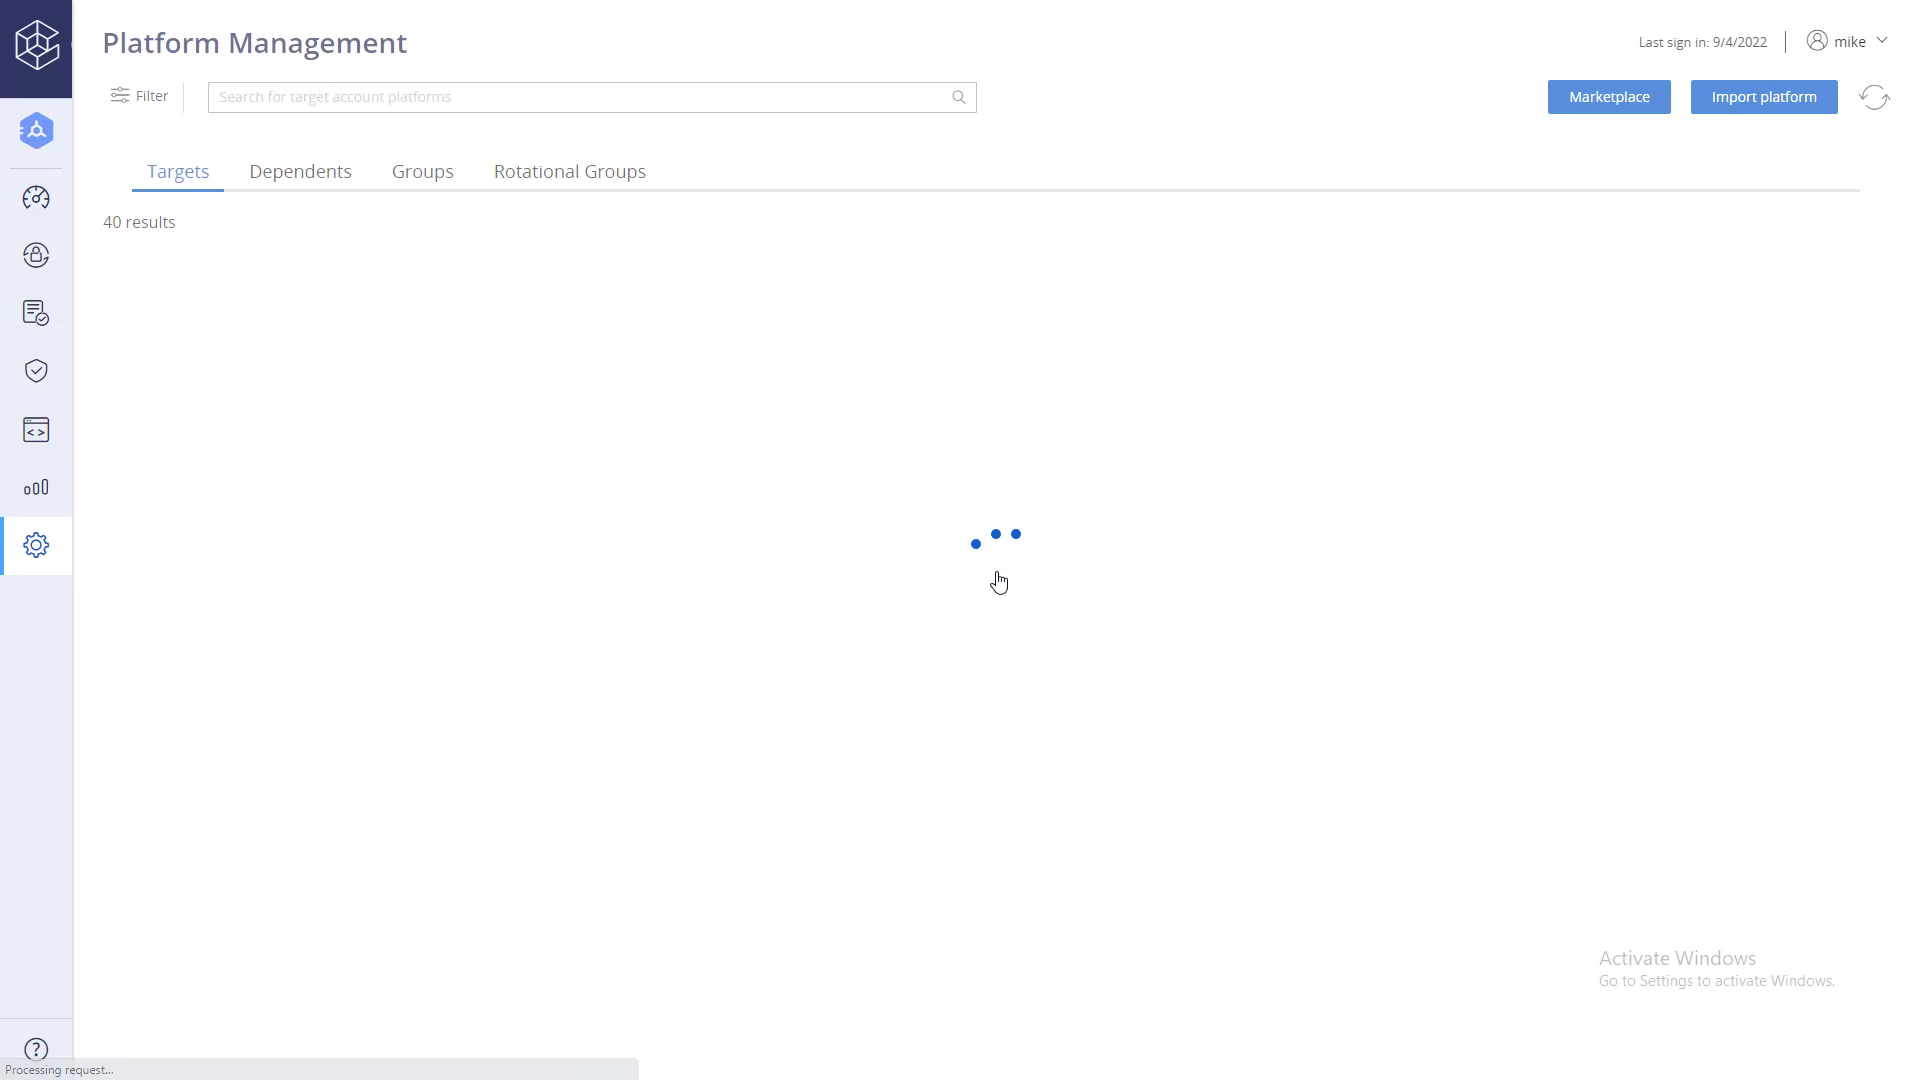 Platform Management
Last sign in: 9/4/2022
mike
Filter
Search for target account platforms
Marketplace
Import platform
Targets
Dependents
Groups
Rotational Groups
40 results
Activate Windows
Go to Settings to activate Windows.
Processing request...